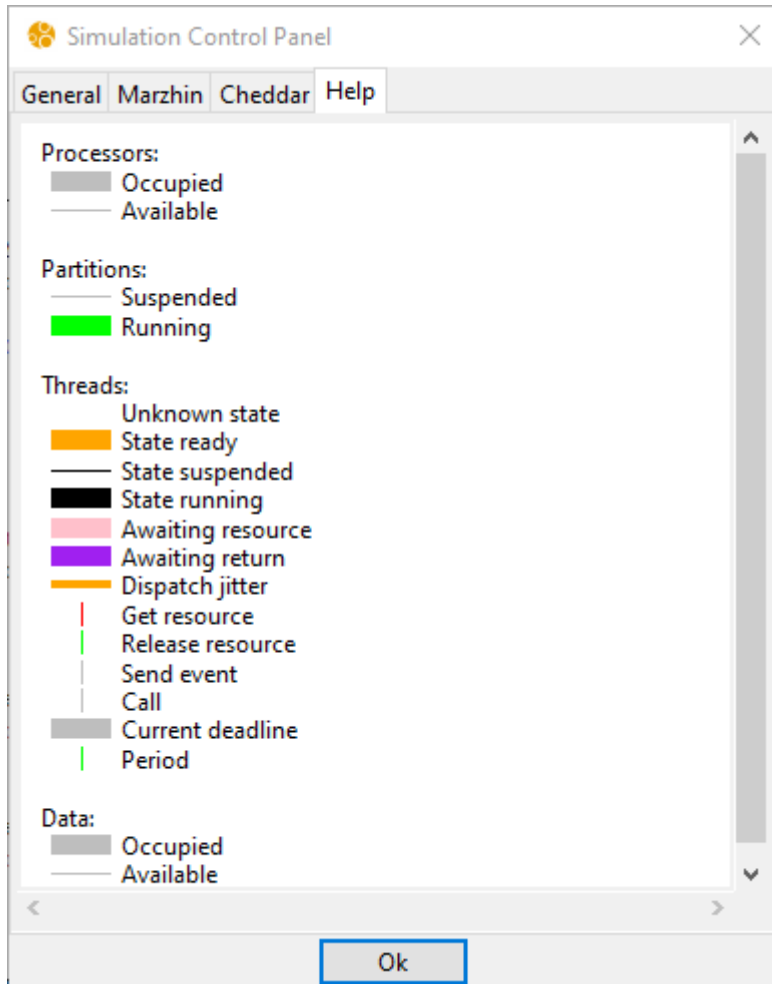 Simulation Control Panel
General Marzhin Cheddar Help
Processors:
Occupied
Available
Partitions:
Suspended
Running
Threads:
Unknown state
State ready
State suspended
State running
Awaiting resource
Awaiting return
Dispatch jitter
Get resource
Release resource
Send event
Call
Current deadline
Period
Data:
Occupied
Available
Ok